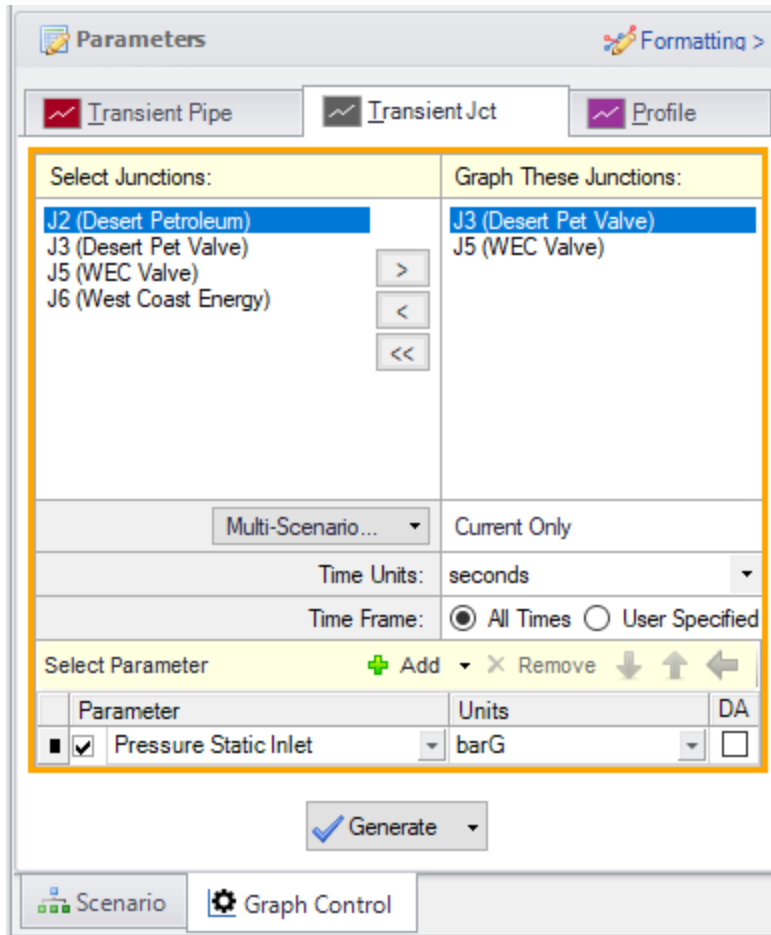 Parameters Formatting >
Transient Pipe Transient Jct Profile
Select Junctions: Graph These Junctions:
J2 (Desert Petroleum) J3 (Desert Pet Valve)
J3 (Desert Pet Valve) J5 (WEC Valve)
J5 (WEC Valve) >
J6 (West Coast Energy) <
<<
Multi-Scenario... Current Only
Time Units: seconds
Time Frame: All Times User Specified
Select Parameter Add Remove
Parameter Units DA
Pressure Static Inlet barG
Generate
Scenario Graph Control